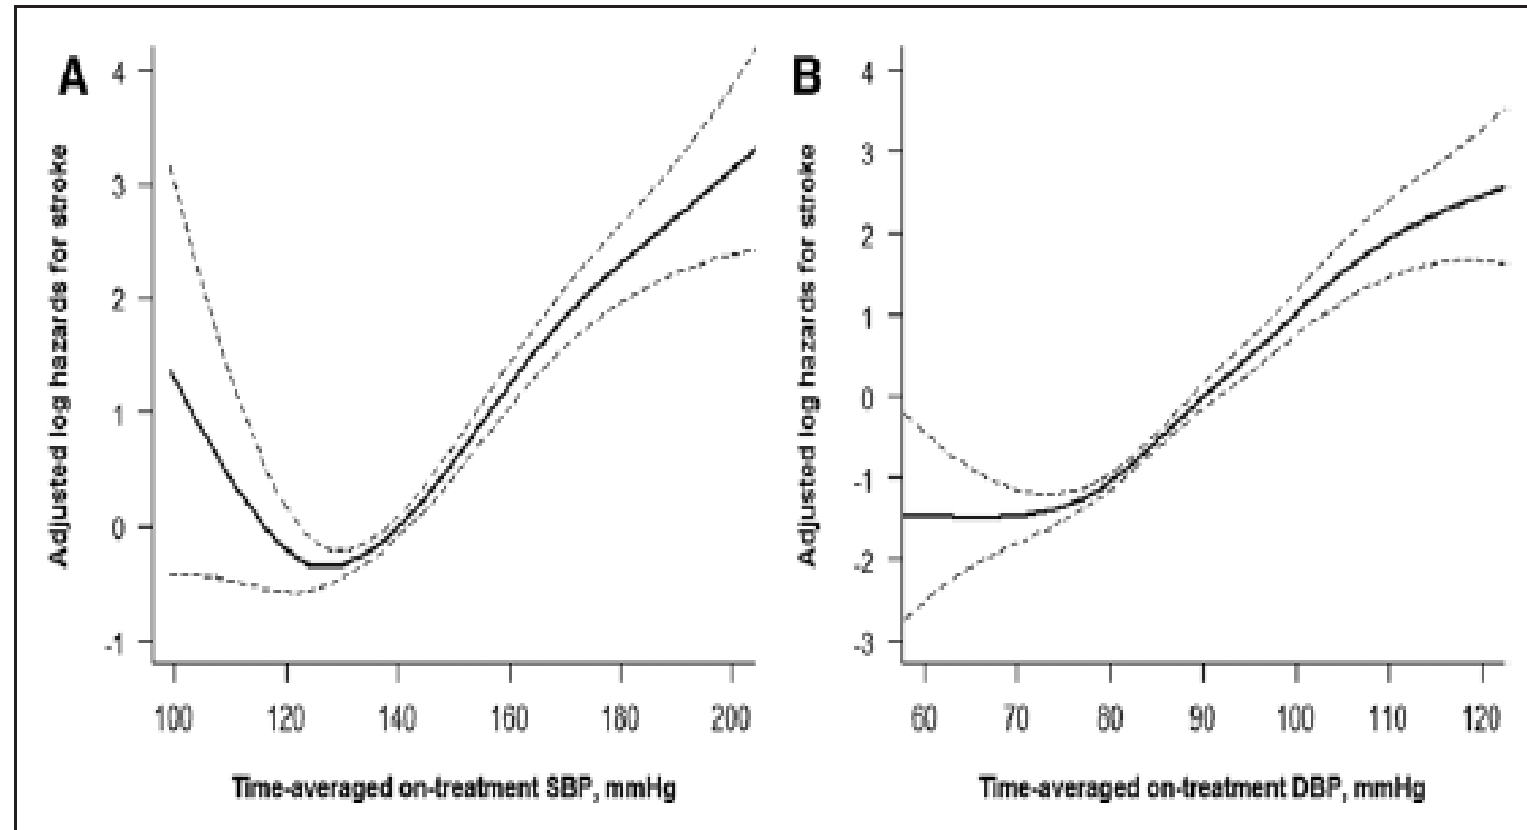 A
Adjusted log hazards for stroke
4
3
2
1
0
-1
100 120 140 160 180 200
Time-averaged on-treatment SBP, mmHg
B
Adjusted log hazards for stroke
4
3
2
1
0
-1
-2
-3
60 70 80 90 100 110 120
Time-averaged on-treatment DBP, mmHg